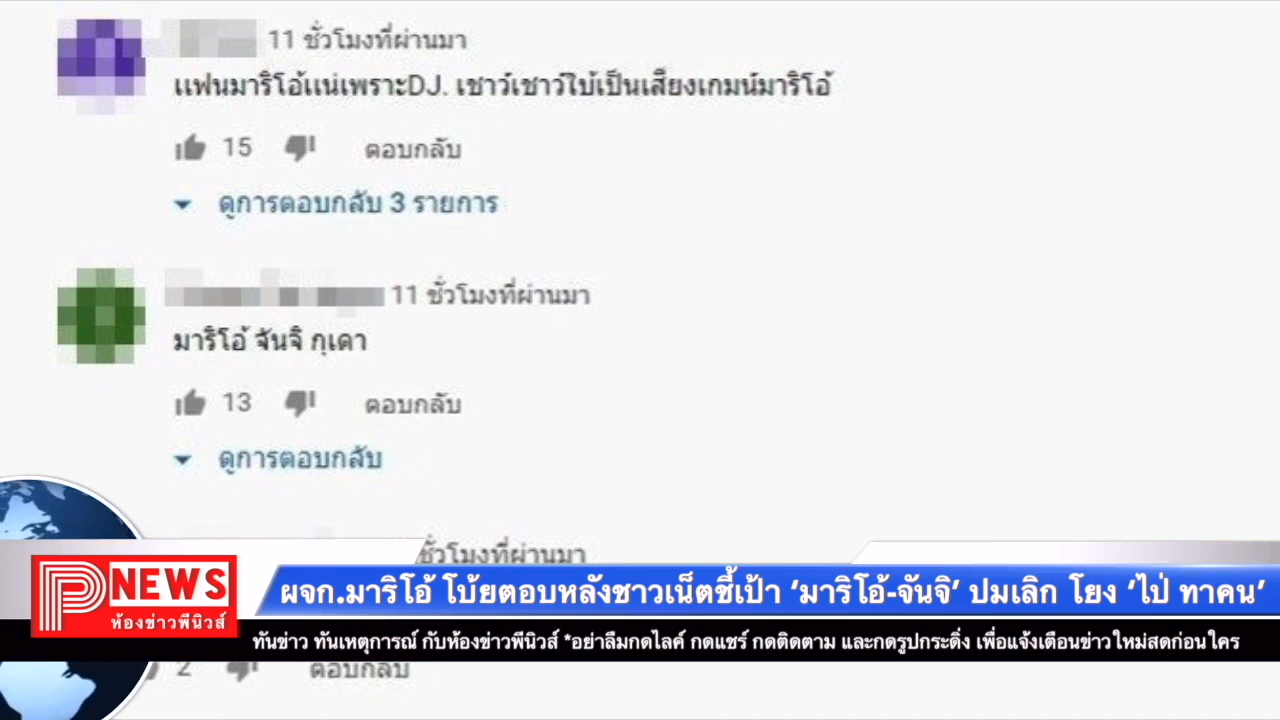 11 ชั่วโมงที่ผ่านมา
แฟนมาริโอ้แน่เพราะDJ. เชาว์เชาว์ใบ้เป็นเสียงเกมน์มาริโอ้
15 ตอบกลับ
ดูการตอบกลับ 3 รายการ
11 ชั่วโมงที่ผ่านมา
มาริโอ้ จันจิ กุเดา
13 ตอบกลับ
ดูการตอบกลับ
ชั่วโมงที่ผ่านมา
P NEWS
ห้องข่าวพีนิวส์
ผจก.มาริโอ้ โบ้ยตอบหลังชาวเน็ตชี้เป้า ‘มาริโอ้-จันจิ’ ปมเลิก โยง ‘ไป่ ทาคน’
ทันข่าว ทันเหตุการณ์ กับห้องข่าวพีนิวส์ *อย่าลืมกดไลค์ กดแชร์ กดติดตาม และกดรูปกระดิ่ง เพื่อแจ้งเตือนข่าวใหม่สดก่อนใคร
2 ตอบกลับ